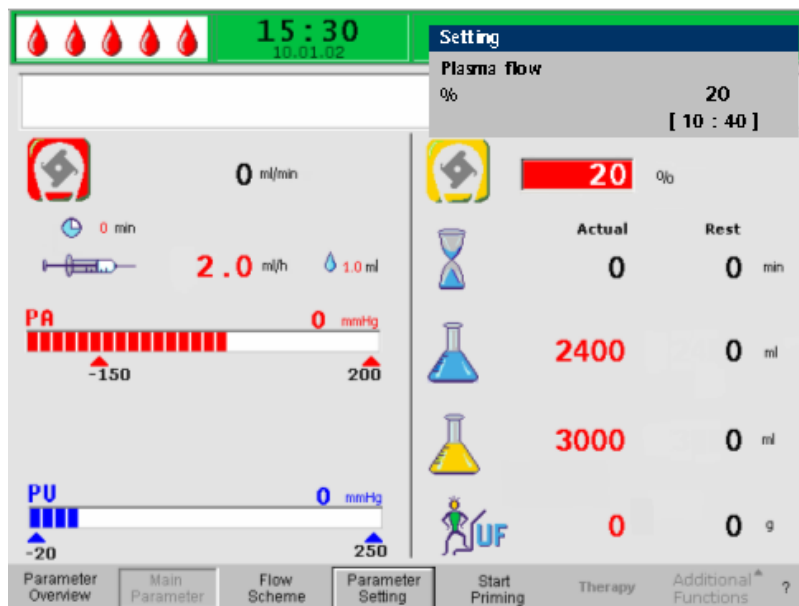 15:30
10.01.02
Setting
Plasma flow
% 20
[ 10 : 40 ]
0 ml/min
0 min
2.0 ml/h 1.0 ml
PA 0 mmHg
-150 200
PV 0 mmHg
-20 250
20 %
Actual Rest
0 0 min
2400 0 ml
3000 0 ml
UF 0 0 g
Parameter Overview
Main Parameter
Flow Scheme
Parameter Setting
Start Priming
Therapy
Additional Functions
?